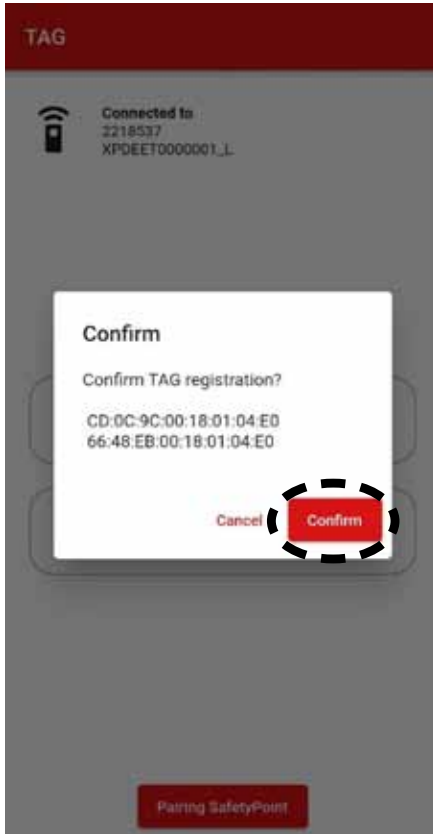 TAG
Connected to
2218537
XPDEET0000001_L
Confirm
Confirm TAG registration?
CD:0C:9C:00:18:01:04:E0
66:48:EB:00:18:01:04:E0
Cancel
Confirm
Pairing SafetyPoint